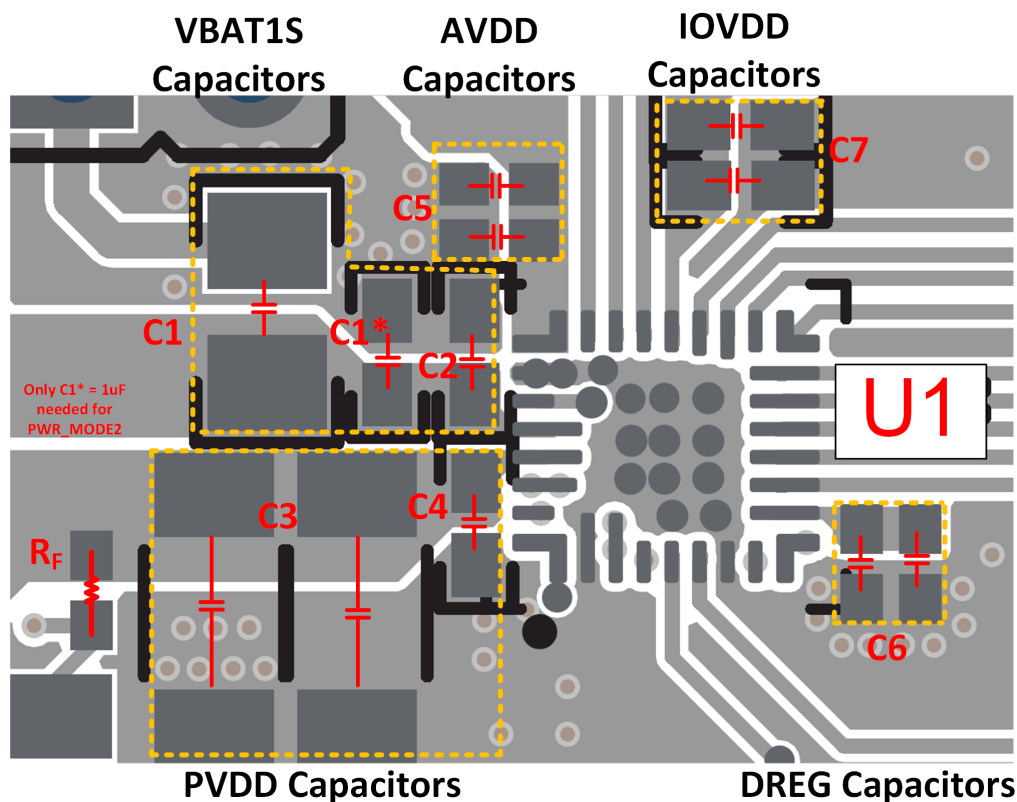 VBAT1S
Capacitors
AVDD
Capacitors
IOVDD
Capacitors
C7
C5
C1
C1*
C2
Only C1* = 1uF
needed for
PWR_MODE2
U1
C3
C4
RF
C6
PVDD Capacitors
DREG Capacitors